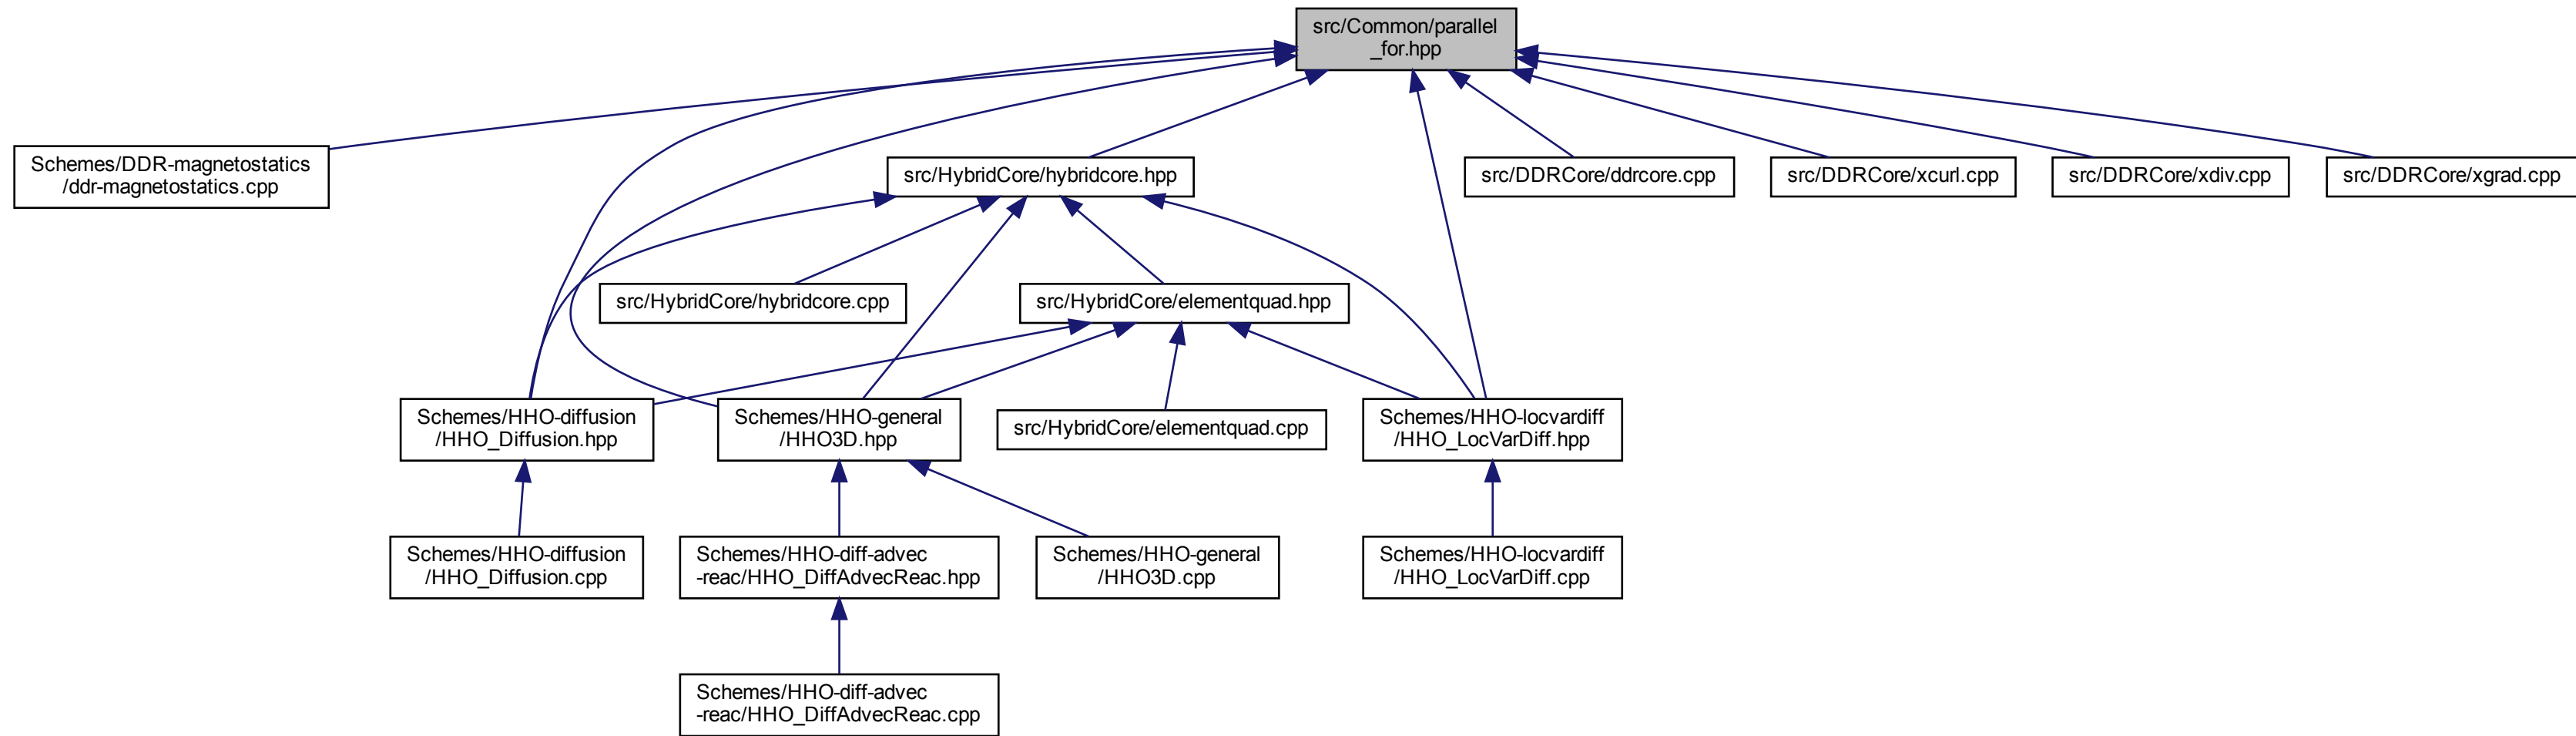 src/Common/parallel
_for.hpp
Schemes/DDR-magnetostatics
/ddr-magnetostatics.cpp
src/HybridCore/hybridcore.hpp
src/DDRCore/ddrcore.cpp
src/DDRCore/xcurl.cpp
src/DDRCore/xdiv.cpp
src/DDRCore/xgrad.cpp
src/HybridCore/hybridcore.cpp
src/HybridCore/elementquad.hpp
Schemes/HHO-diffusion
/HHO_Diffusion.hpp
Schemes/HHO-general
/HHO3D.hpp
src/HybridCore/elementquad.cpp
Schemes/HHO-locvardiff
/HHO_LocVarDiff.hpp
Schemes/HHO-diffusion
/HHO_Diffusion.cpp
Schemes/HHO-diff-advec
-reac/HHO_DiffAdvecReac.hpp
Schemes/HHO-general
/HHO3D.cpp
Schemes/HHO-locvardiff
/HHO_LocVarDiff.cpp
Schemes/HHO-diff-advec
-reac/HHO_DiffAdvecReac.cpp